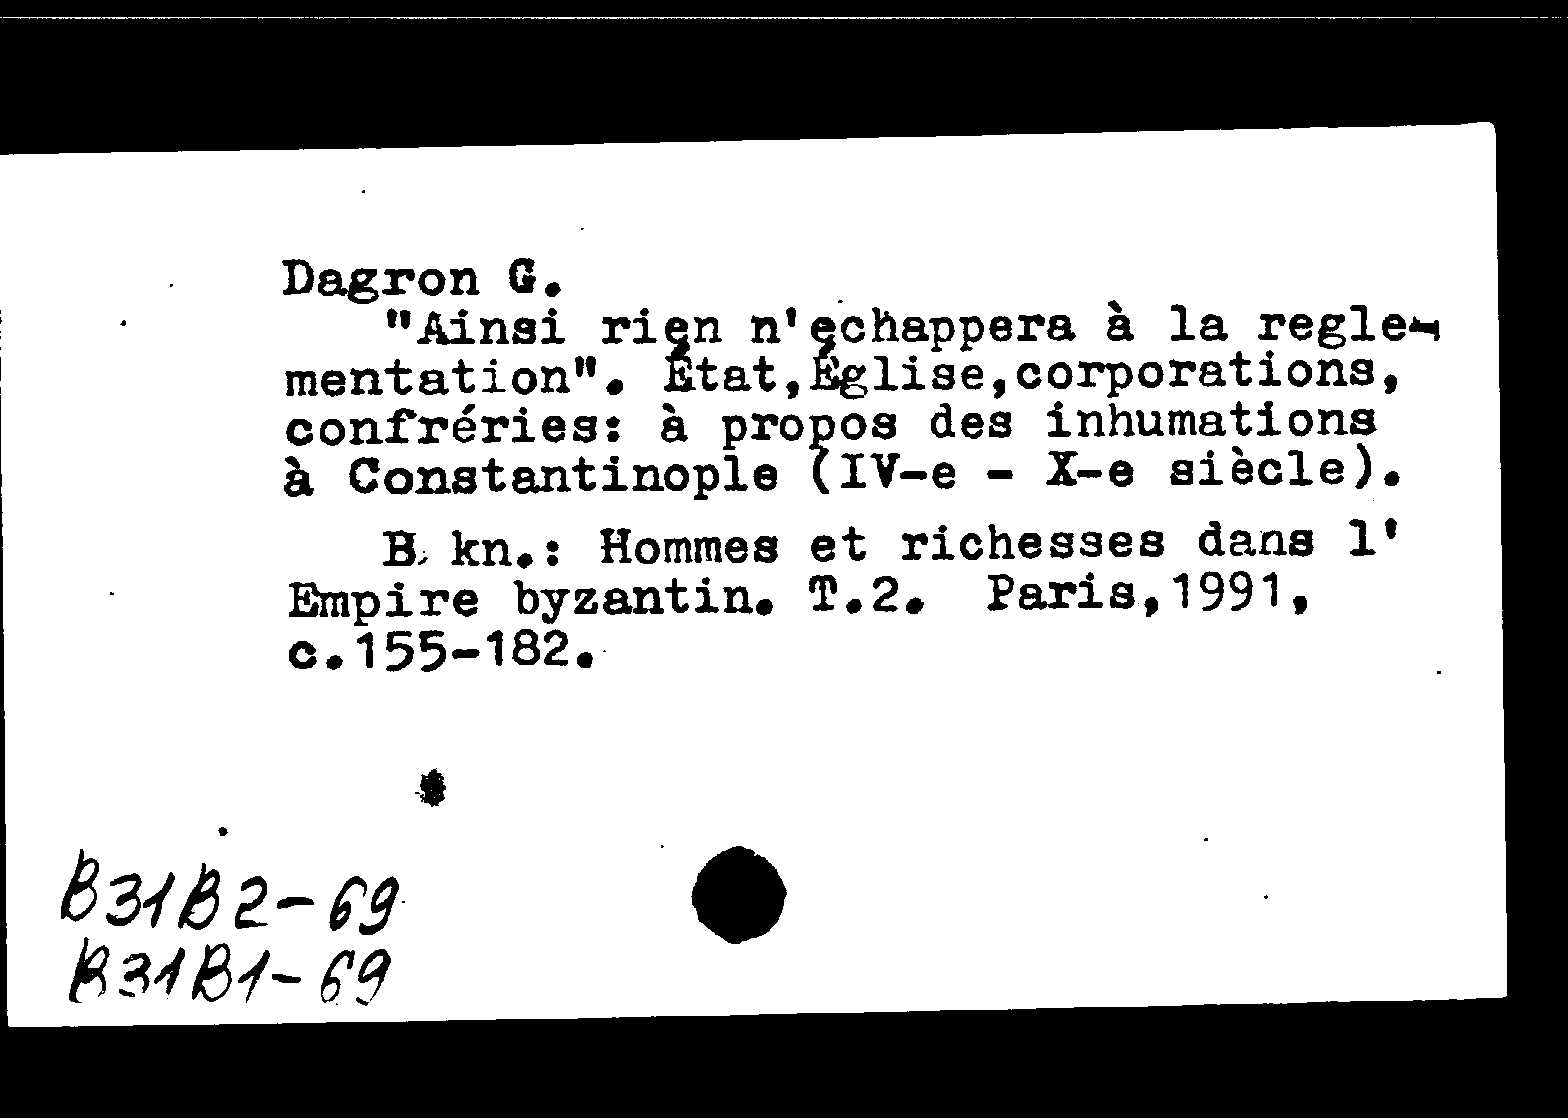 Dagron G.
"Ainsi rien n'echappera à la regle-
mentation". État,Église,corporations,
confréries: à propos des inhumations
à Constantinople (IV-e - X-e siècle).
B kn.: Hommes et richesses dans l'
Empire byzantin. T.2. Paris,1991,
c.155-182.
B31B2-69
B31B1-69